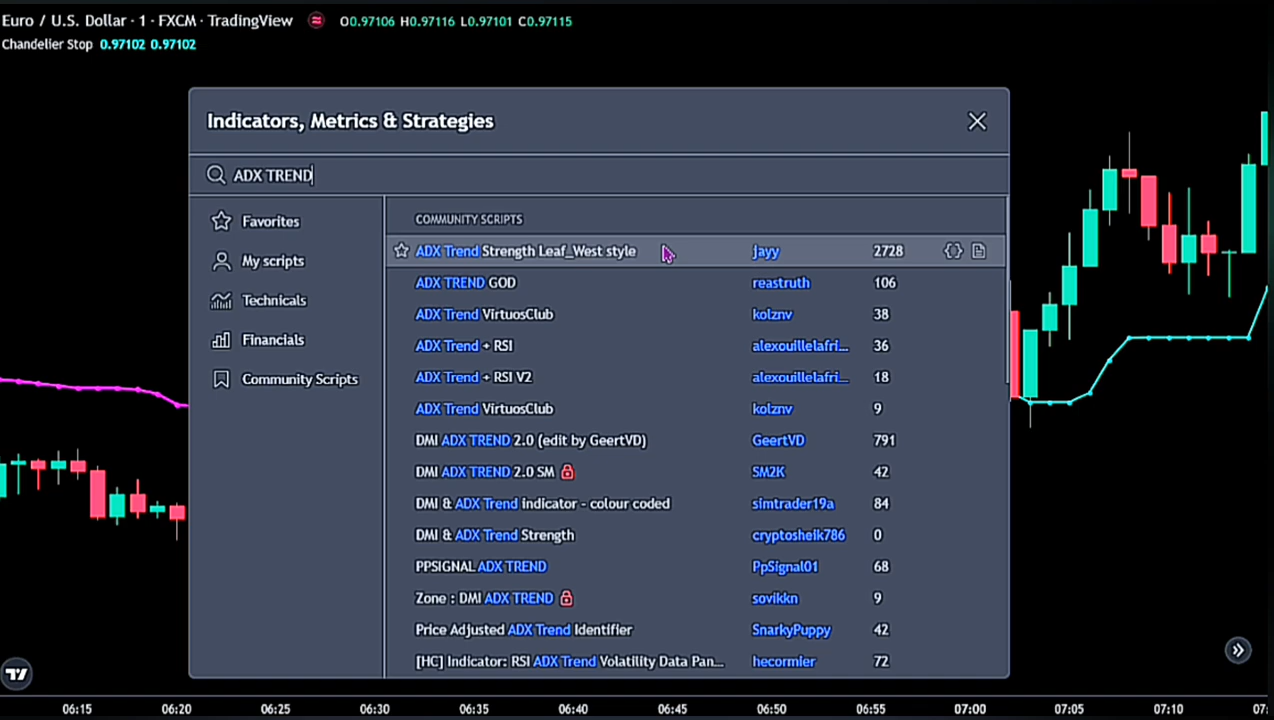 Euro / U.S. Dollar · 1 · FXCM · TradingView O0.97106 H0.97116 L0.97101 C0.97115
Chandelier Stop 0.97102 0.97102
Indicators, Metrics & Strategies
ADX TREND
Favorites
My scripts
Technicals
Financials
Community Scripts
COMMUNITY SCRIPTS
ADX Trend Strength Leaf_West style jayy 2728
ADX TREND GOD reastruth 106
ADX Trend VirtuosClub kolznv 38
ADX Trend + RSI alexouillelafri... 36
ADX Trend + RSI V2 alexouillelafri... 18
ADX Trend VirtuosClub kolznv 9
DMI ADX TREND 2.0 (edit by GeertVD) GeertVD 791
DMI ADX TREND 2.0 SM SM2K 42
DMI & ADX Trend indicator - colour coded simtrader19a 84
DMI & ADX Trend Strength cryptosheik786 0
PPSIGNAL ADX TREND PpSignal01 68
Zone : DMI ADX TREND sovikkn 9
Price Adjusted ADX Trend Identifier SnarkyPuppy 42
[HC] Indicator: RSI ADX Trend Volatility Data Pan... hecormier 72
06:15 06:20 06:25 06:30 06:35 06:40 06:45 06:50 06:55 07:00 07:05 07:10